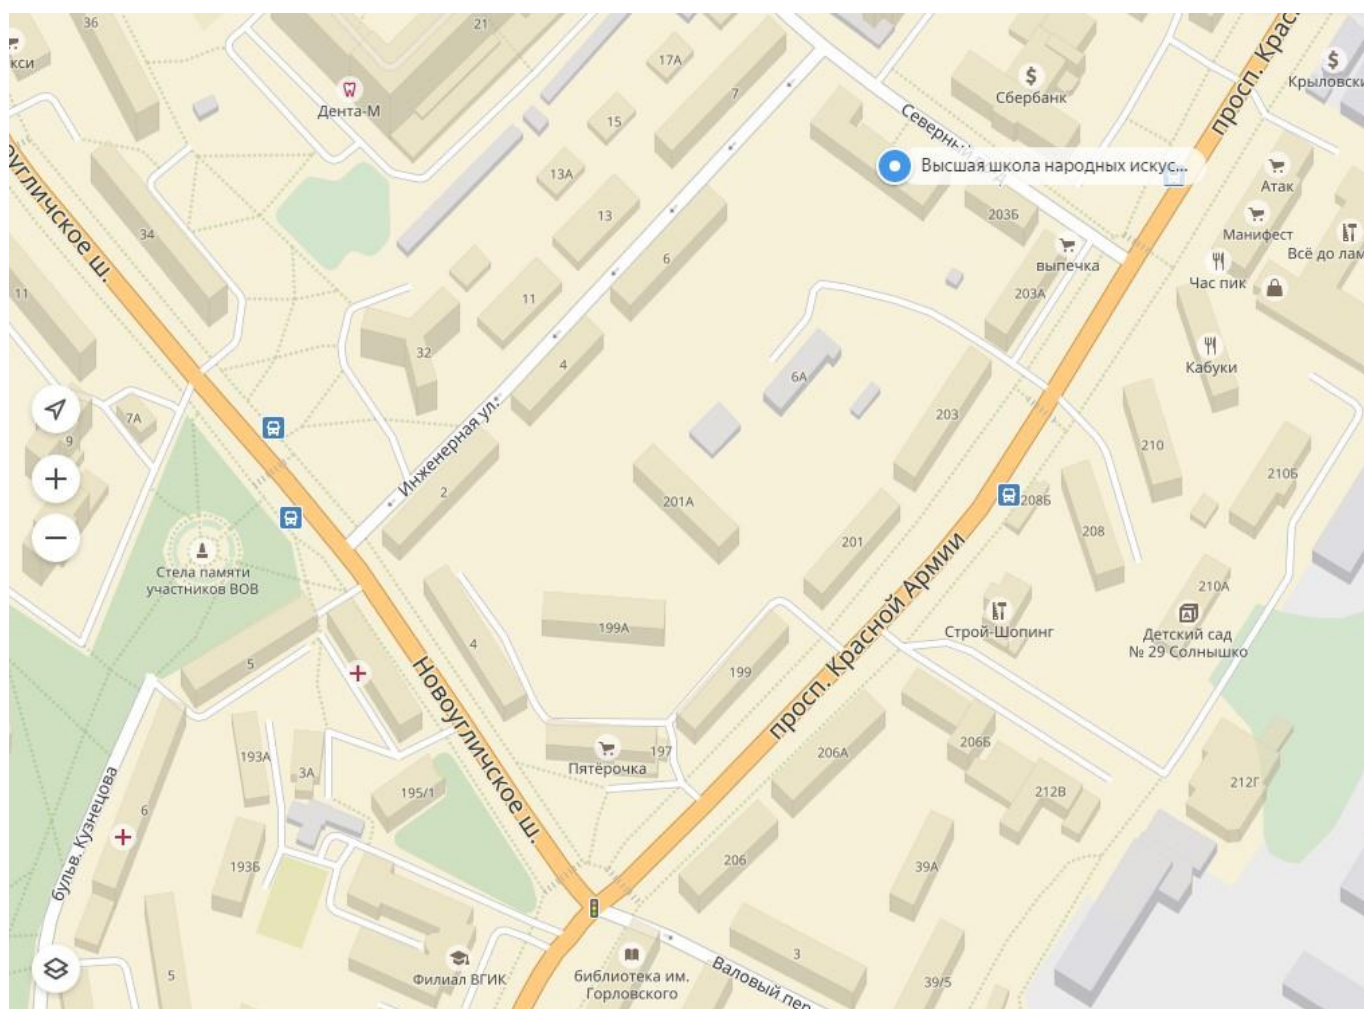 36
21
кси
17А
Сбербанк
Крыловски
просп. Крас
Дента-М
7
15
Северный
Высшая школа народных искус...
Атак
13А
13
203Б
Манифест
Всё до лам
выпечка
Час пик
34
6
203А
11
11
32
4
6А
Кабуки
203
7А
9
210
210Б
Инженерная ул.
2
201А
208Б
208
201
Стела памяти
участников ВОВ
210А
Строй-Шопинг
Детский сад
№ 29 Солнышко
199А
4
5
199
просп. Красной Армии
Новоугличское ш.
206А
206Б
197
Пятёрочка
193А
3А
195/1
212В
212Г
6
бульв. Кузнецова
193Б
206
39А
3
5
Филиал ВГИК
библиотека им.
Горловского
Валовый пер
39/5
оугличское ш.